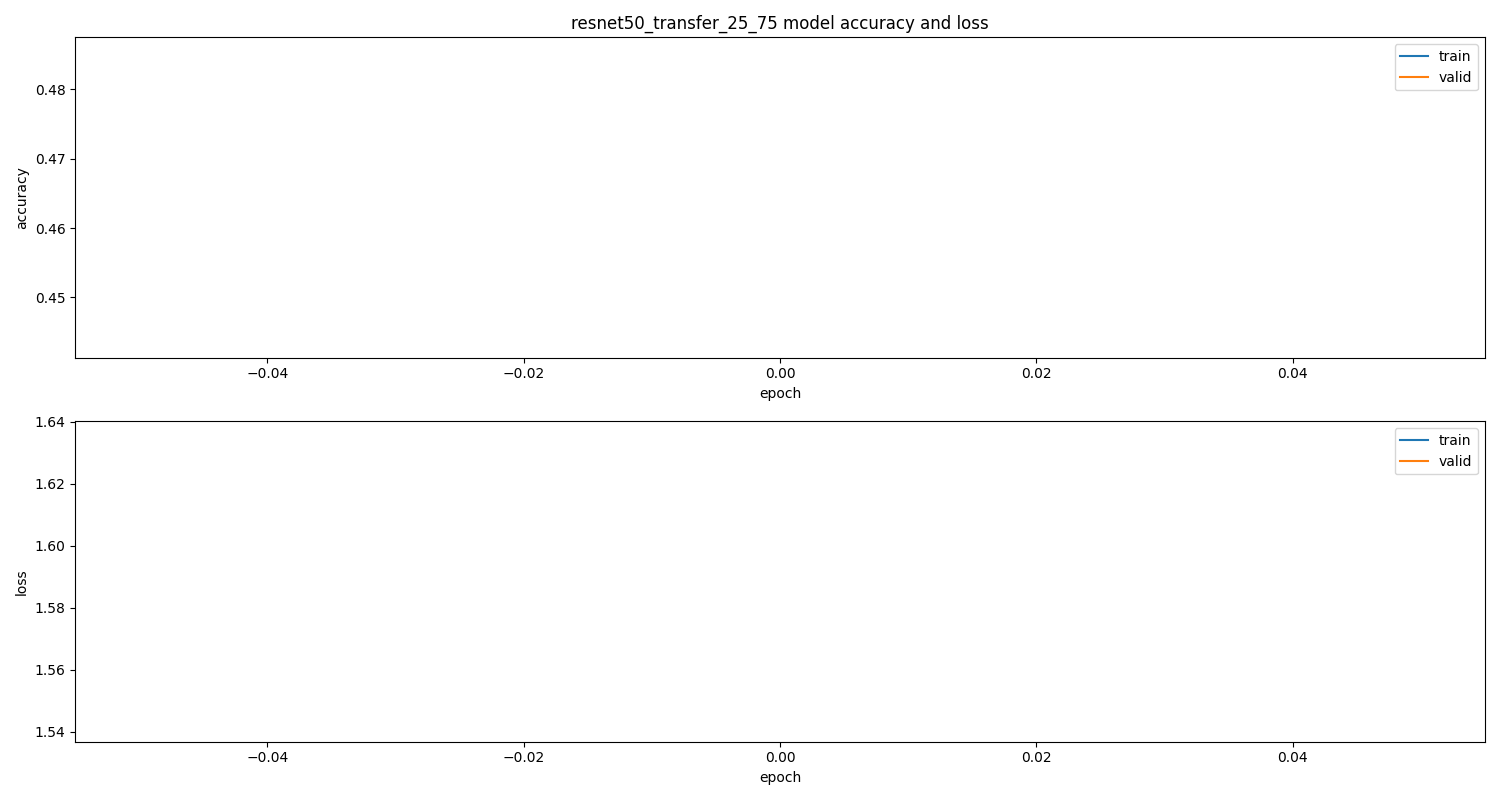 resnet50_transfer_25_75 model accuracy and loss
train
valid
0.48
0.47
0.46
0.45
accuracy
−0.04 −0.02 0.00 0.02 0.04
epoch
train
valid
1.64
1.62
1.60
1.58
1.56
1.54
loss
−0.04 −0.02 0.00 0.02 0.04
epoch